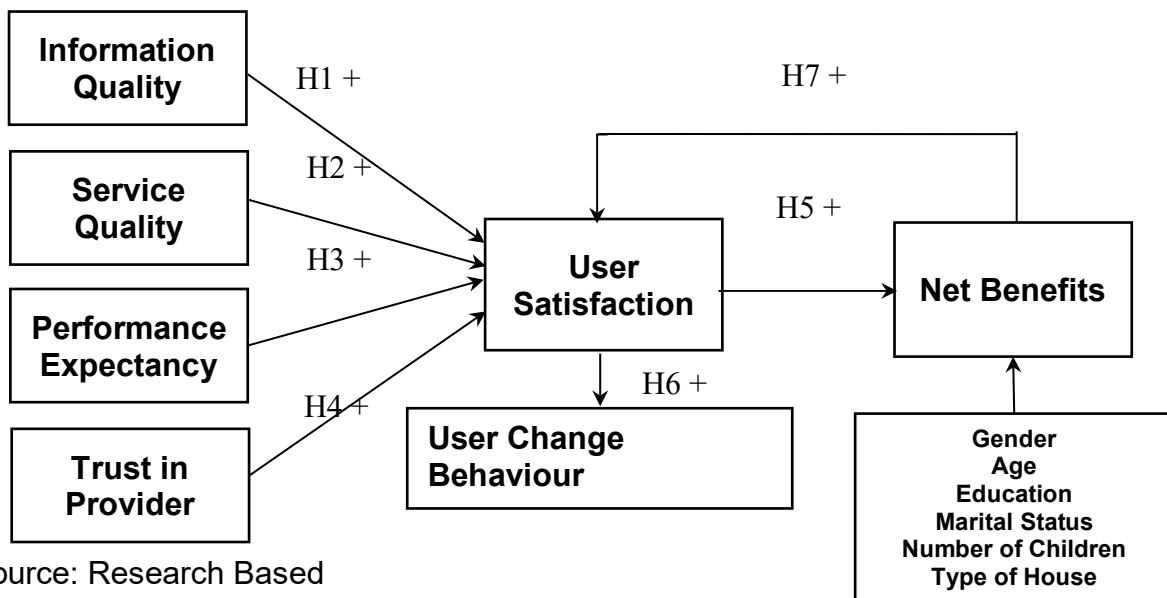 Information
Quality
H1 +
H7 +
Service
Quality
H2 +
H3 +
H5 +
User
Satisfaction
Net Benefits
Performance
Expectancy
H4 +
H6 +
User Change
Behaviour
Trust in
Provider
Gender
Age
Education
Marital Status
Number of Children
Type of House
ource: Research Based